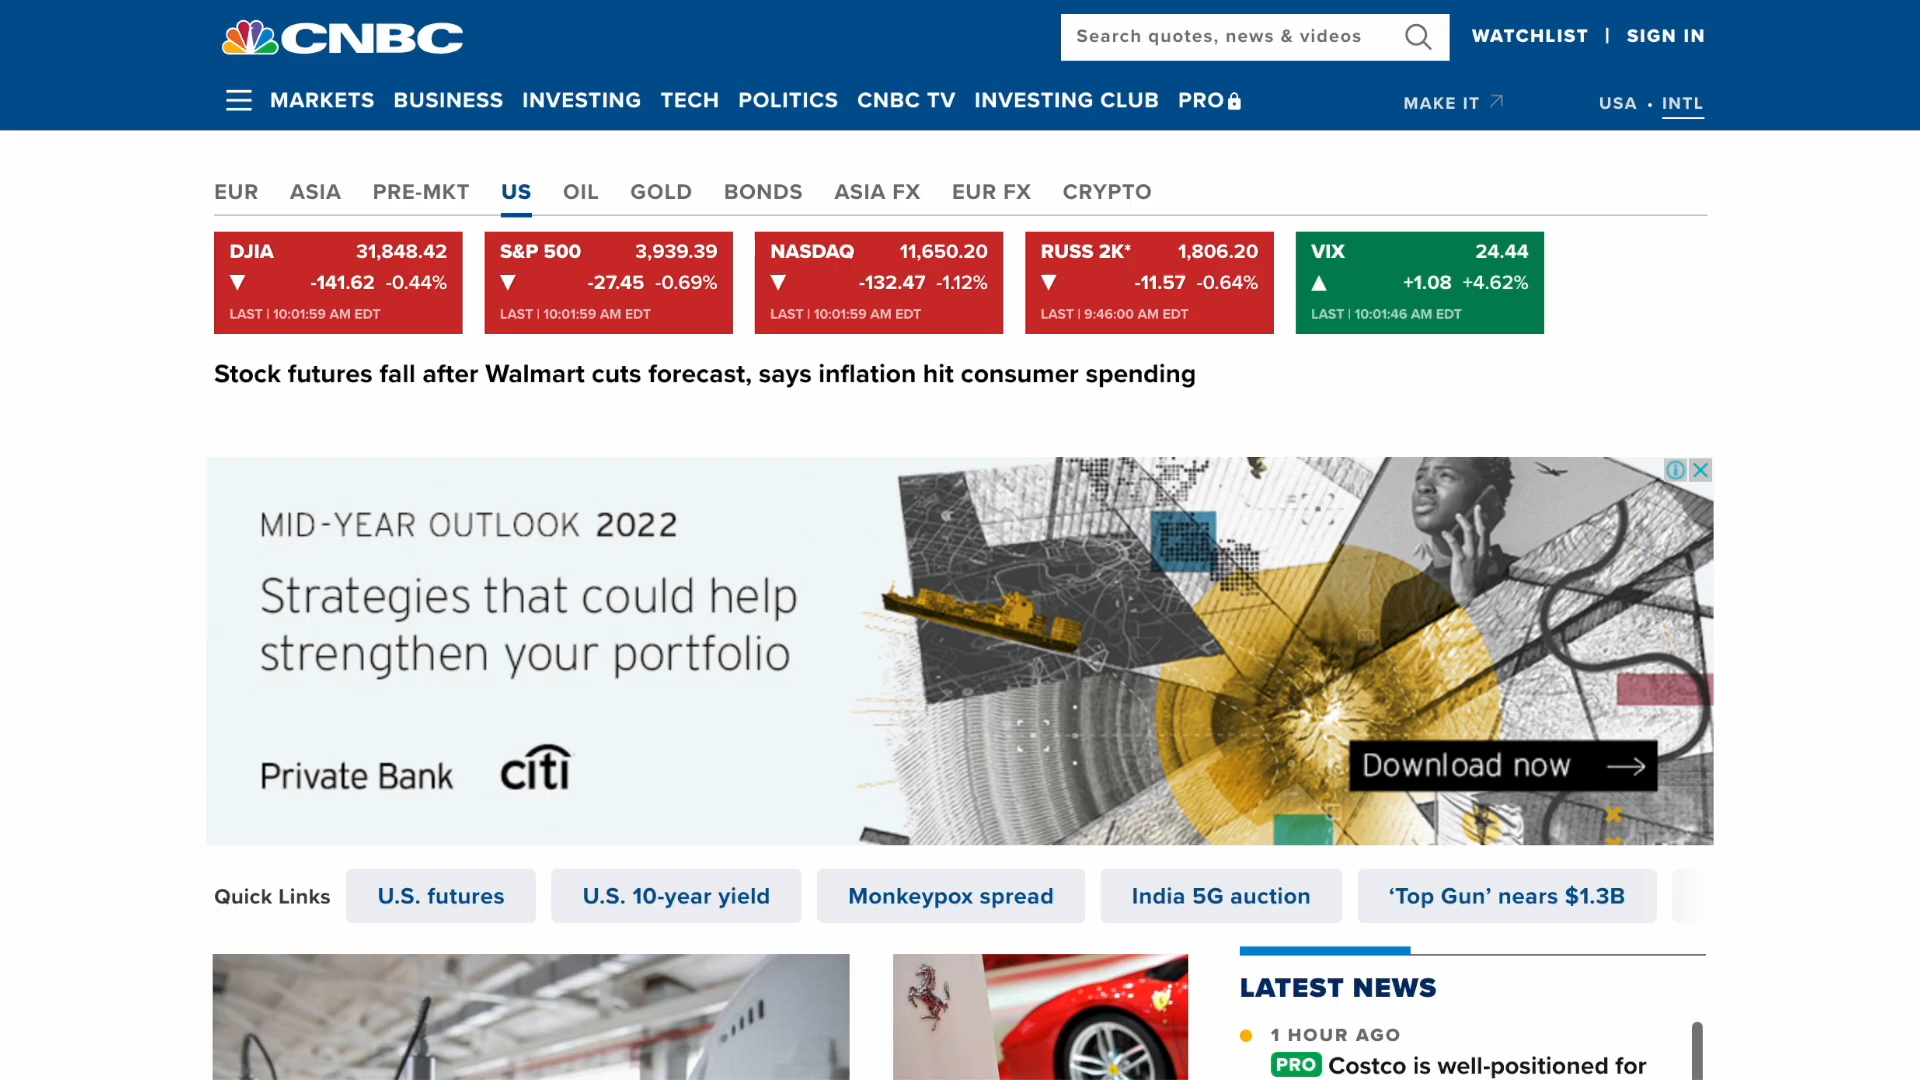 CNBC
Search quotes, news & videos
WATCHLIST | SIGN IN
MARKETS BUSINESS INVESTING TECH POLITICS CNBC TV INVESTING CLUB PRO
MAKE IT
USA • INTL
EUR ASIA PRE-MKT US OIL GOLD BONDS ASIA FX EUR FX CRYPTO
DJIA 31,848.42
▼ -141.62 -0.44%
LAST | 10:01:59 AM EDT
S&P 500 3,939.39
▼ -27.45 -0.69%
LAST | 10:01:59 AM EDT
NASDAQ 11,650.20
▼ -132.47 -1.12%
LAST | 10:01:59 AM EDT
RUSS 2K* 1,806.20
▼ -11.57 -0.64%
LAST | 9:46:00 AM EDT
VIX 24.44
▲ +1.08 +4.62%
LAST | 10:01:46 AM EDT
Stock futures fall after Walmart cuts forecast, says inflation hit consumer spending
MID-YEAR OUTLOOK 2022
Strategies that could help
strengthen your portfolio
Private Bank citi
Download now
Quick Links U.S. futures U.S. 10-year yield Monkeypox spread India 5G auction ‘Top Gun’ nears $1.3B
LATEST NEWS
1 HOUR AGO
PRO Costco is well-positioned for